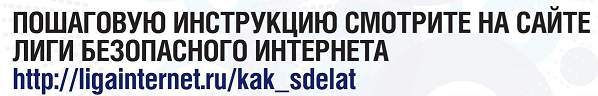 ПОШАГОВУЮ ИНСТРУКЦИЮ СМОТРИТЕ НА САЙТЕ
ЛИГИ БЕЗОПАСНОГО ИНТЕРНЕТА
http://ligainternet.ru/kak_sdelat